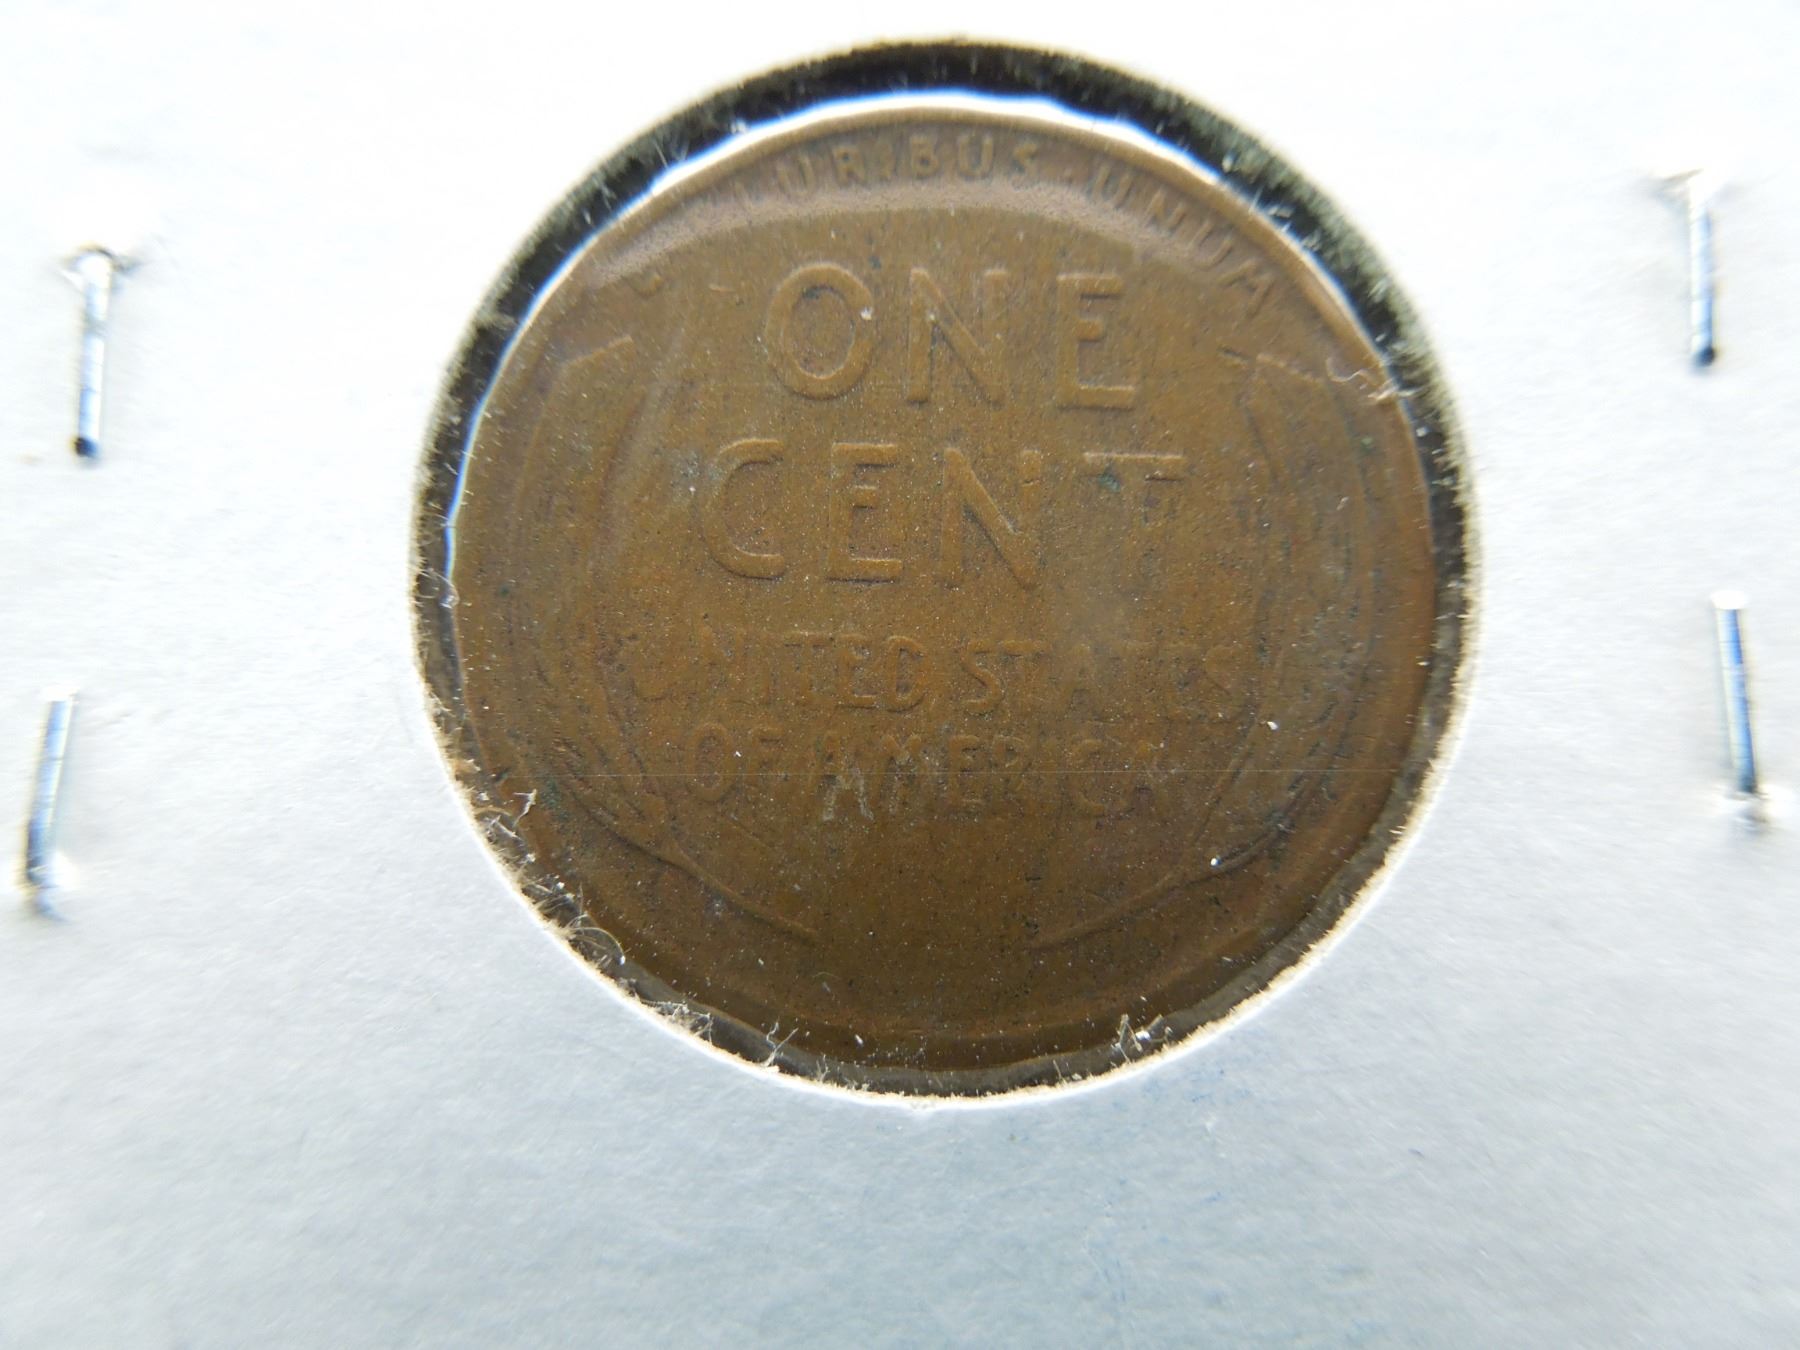 E PLURIBUS · UNUM
ONE
CENT
UNITED STATES
OF AMERICA